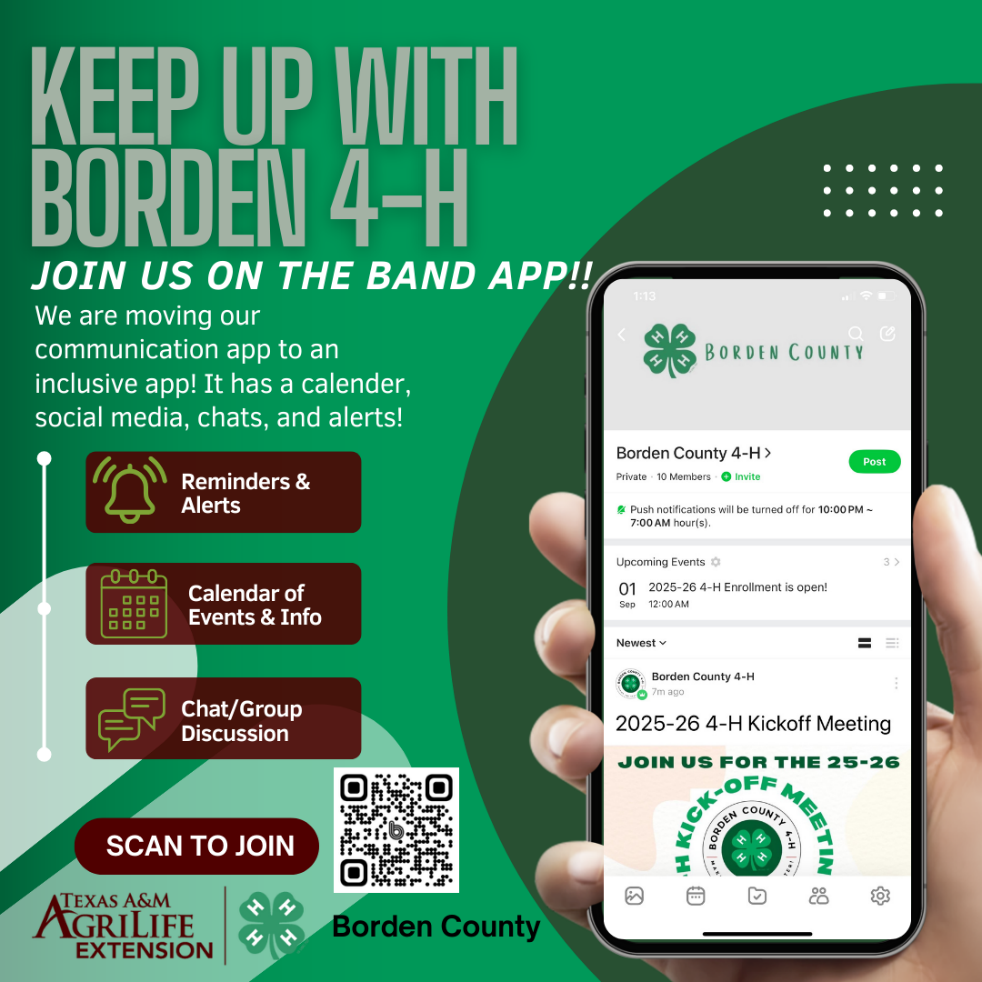 KEEP UP WITH
BORDEN 4-H
JOIN US ON THE BAND APP!!
We are moving our
communication app to an
inclusive app! It has a calender,
social media, chats, and alerts!
Reminders &
Alerts
Calendar of
Events & Info
Chat/Group
Discussion
SCAN TO JOIN
TEXAS A&M
AGRILIFE
EXTENSION
H H H H
Borden County
1:13
H H H H
BORDEN COUNTY
Borden County 4-H >
Post
Private · 10 Members · Invite
Push notifications will be turned off for 10:00 PM ~
7:00 AM hour(s).
Upcoming Events
3 >
01 2025-26 4-H Enrollment is open!
Sep 12:00 AM
Newest
Borden County 4-H
7m ago
2025-26 4-H Kickoff Meeting
JOIN US FOR THE 25-26
H KICK-OFF MEETIN
BORDEN COUNTY 4-H
H H H H